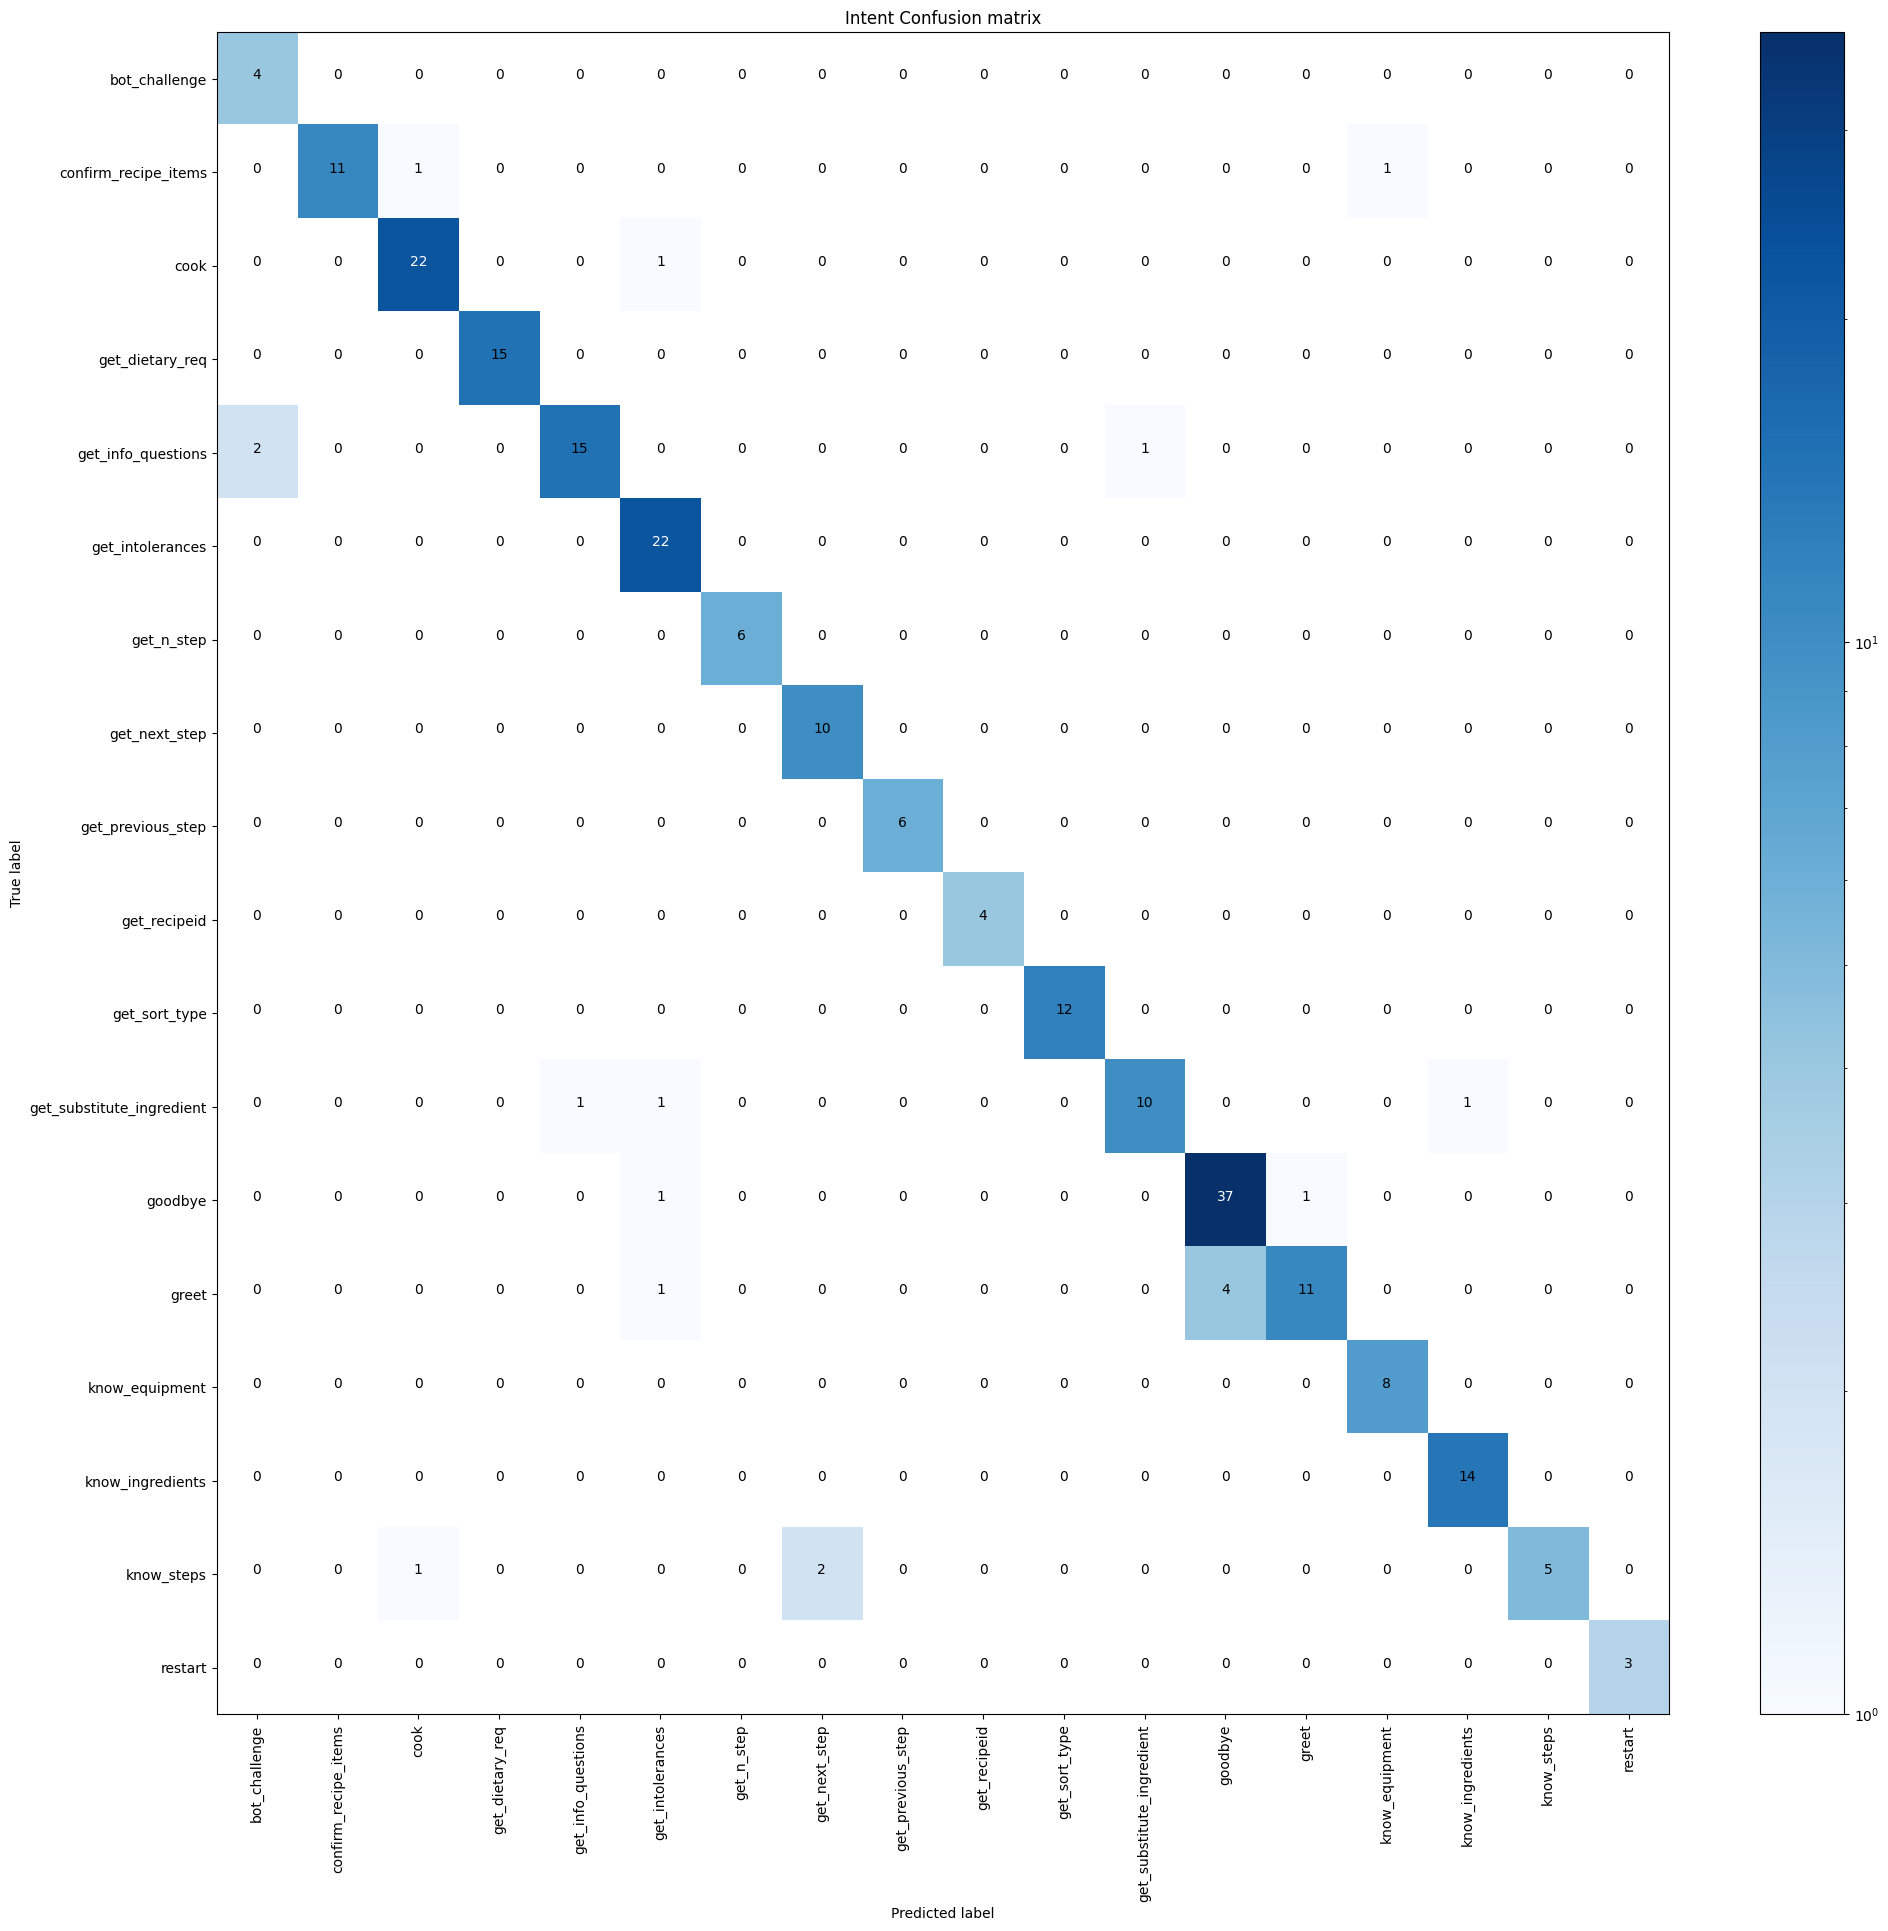 Intent Confusion matrix
bot_challenge 4 0 0 0 0 0 0 0 0 0 0 0 0 0 0 0 0 0
confirm_recipe_items 0 11 1 0 0 0 0 0 0 0 0 0 0 0 1 0 0 0
cook 0 0 22 0 0 1 0 0 0 0 0 0 0 0 0 0 0 0
get_dietary_req 0 0 0 15 0 0 0 0 0 0 0 0 0 0 0 0 0 0
get_info_questions 2 0 0 0 15 0 0 0 0 0 0 1 0 0 0 0 0 0
get_intolerances 0 0 0 0 0 22 0 0 0 0 0 0 0 0 0 0 0 0
get_n_step 0 0 0 0 0 0 6 0 0 0 0 0 0 0 0 0 0 0
10¹
get_next_step 0 0 0 0 0 0 0 10 0 0 0 0 0 0 0 0 0 0
get_previous_step 0 0 0 0 0 0 0 0 6 0 0 0 0 0 0 0 0 0
True label
get_recipeid 0 0 0 0 0 0 0 0 0 4 0 0 0 0 0 0 0 0
get_sort_type 0 0 0 0 0 0 0 0 0 0 12 0 0 0 0 0 0 0
get_substitute_ingredient 0 0 0 0 1 1 0 0 0 0 0 10 0 0 0 1 0 0
goodbye 0 0 0 0 0 1 0 0 0 0 0 0 37 1 0 0 0 0
greet 0 0 0 0 0 1 0 0 0 0 0 0 4 11 0 0 0 0
know_equipment 0 0 0 0 0 0 0 0 0 0 0 0 0 0 8 0 0 0
know_ingredients 0 0 0 0 0 0 0 0 0 0 0 0 0 0 0 14 0 0
know_steps 0 0 1 0 0 0 0 2 0 0 0 0 0 0 0 0 5 0
restart 0 0 0 0 0 0 0 0 0 0 0 0 0 0 0 0 0 3
10⁰
bot_challenge
confirm_recipe_items
cook
get_dietary_req
get_info_questions
get_intolerances
get_n_step
get_next_step
get_previous_step
get_recipeid
get_sort_type
get_substitute_ingredient
goodbye
greet
know_equipment
know_ingredients
know_steps
restart
Predicted label